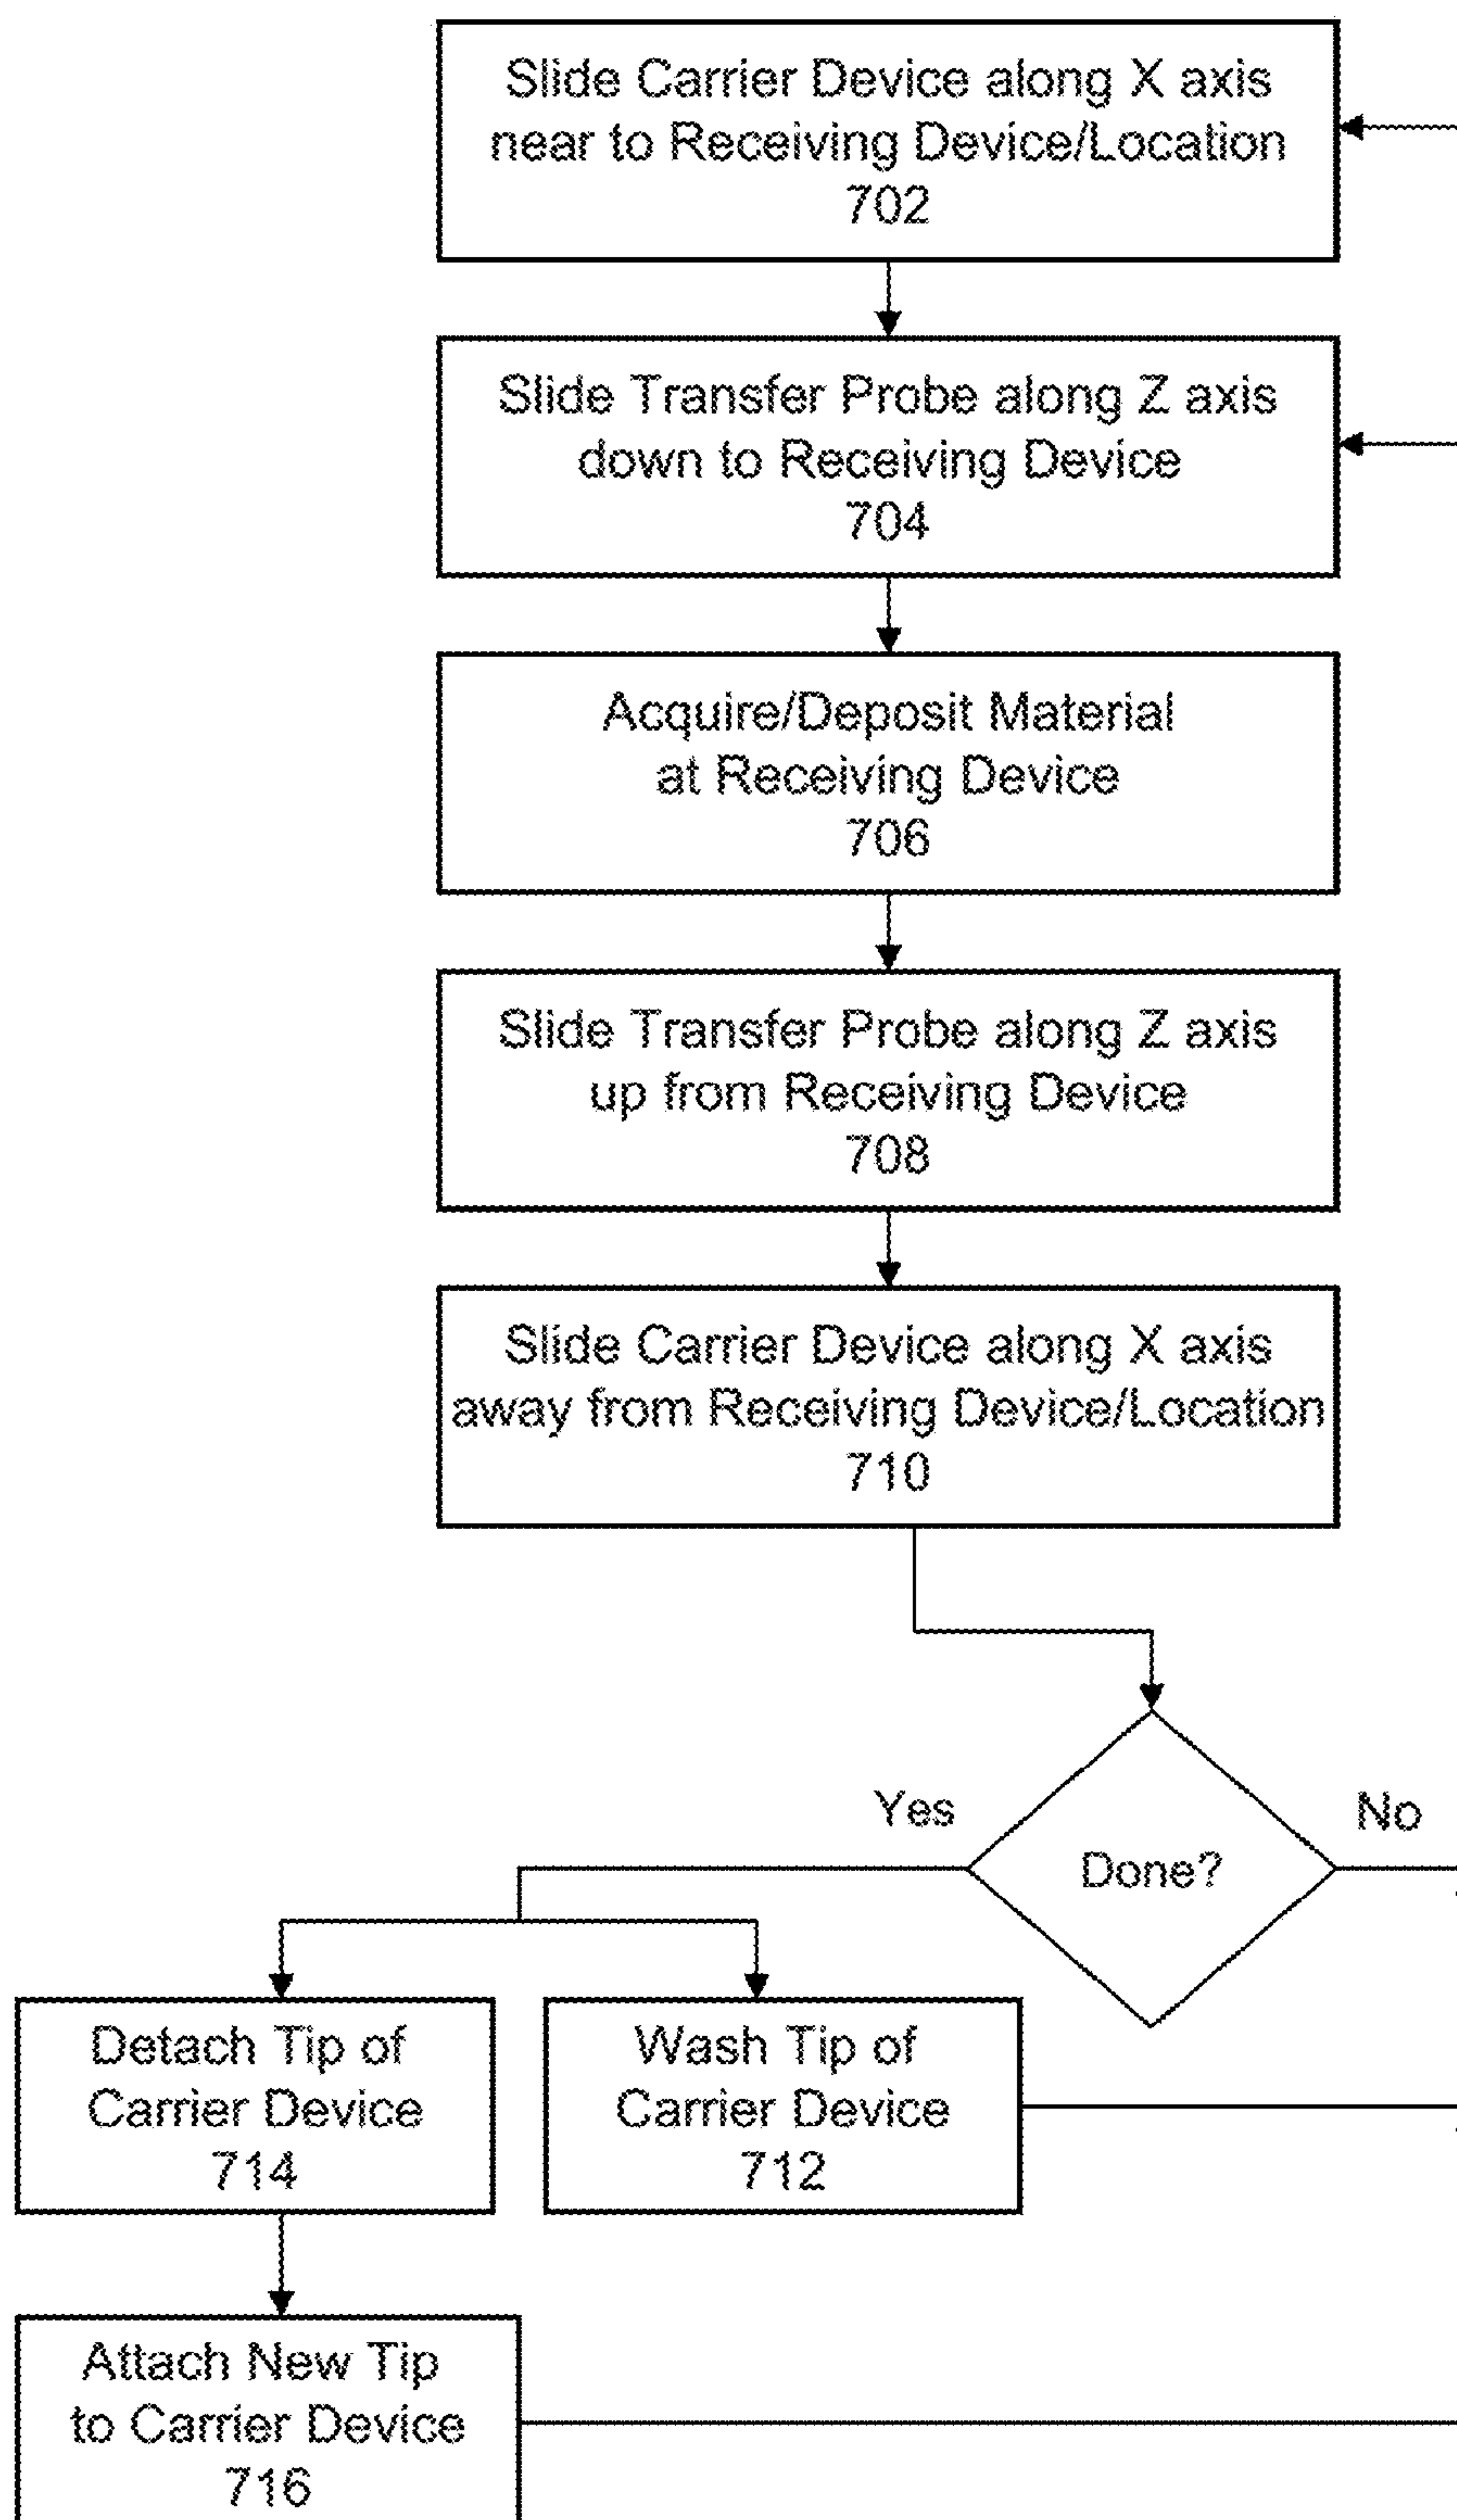 Slide Carrier Device along X axis
near to Receiving Device/Location
702
Slide Transfer Probe along Z axis
down to Receiving Device
704
Acquire/Deposit Material
at Receiving Device
706
Slide Transfer Probe along Z axis
up from Receiving Device
708
Slide Carrier Device along X axis
away from Receiving Device/Location
710
Yes
No
Done?
Detach Tip of
Carrier Device
714
Wash Tip of
Carrier Device
712
Attach New Tip
to Carrier Device
716